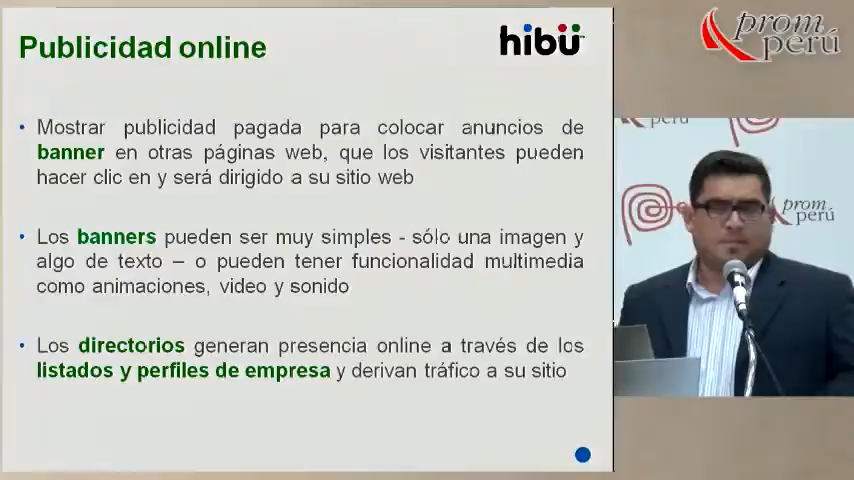 Publicidad online
hibü
• Mostrar publicidad pagada para colocar anuncios de
banner en otras páginas web, que los visitantes pueden
hacer clic en y será dirigido a su sitio web
• Los banners pueden ser muy simples - sólo una imagen y
algo de texto – o pueden tener funcionalidad multimedia
como animaciones, video y sonido
• Los directorios generan presencia online a través de los
listados y perfiles de empresa y derivan tráfico a su sitio
prom
perú
perú
prom
perú